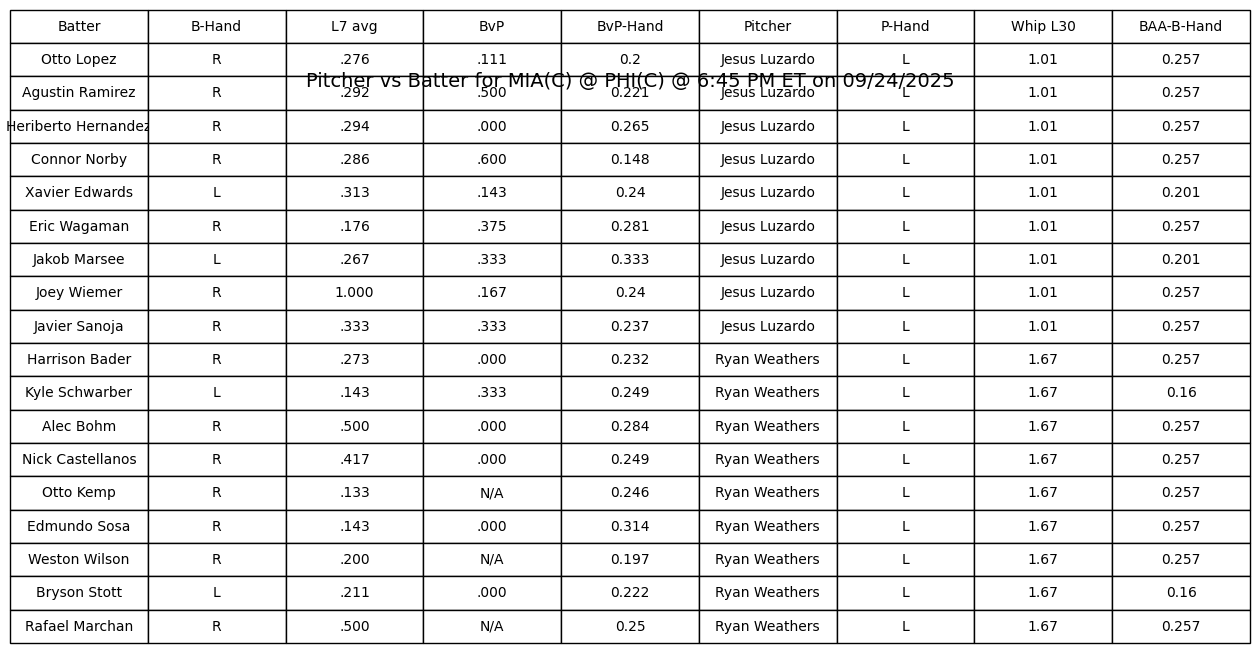 Batter B-Hand L7 avg BvP BvP-Hand Pitcher P-Hand Whip L30 BAA-B-Hand
Otto Lopez R .276 .111 0.2 Jesus Luzardo L 1.01 0.257
Pitcher vs Batter for MIA(C) @ PHI(C) @ 6:45 PM ET on 09/24/2025
Agustin Ramirez R .292 .500 0.221 Jesus Luzardo L 1.01 0.257
Heriberto Hernandez R .294 .000 0.265 Jesus Luzardo L 1.01 0.257
Connor Norby R .286 .600 0.148 Jesus Luzardo L 1.01 0.257
Xavier Edwards L .313 .143 0.24 Jesus Luzardo L 1.01 0.201
Eric Wagaman R .176 .375 0.281 Jesus Luzardo L 1.01 0.257
Jakob Marsee L .267 .333 0.333 Jesus Luzardo L 1.01 0.201
Joey Wiemer R 1.000 .167 0.24 Jesus Luzardo L 1.01 0.257
Javier Sanoja R .333 .333 0.237 Jesus Luzardo L 1.01 0.257
Harrison Bader R .273 .000 0.232 Ryan Weathers L 1.67 0.257
Kyle Schwarber L .143 .333 0.249 Ryan Weathers L 1.67 0.16
Alec Bohm R .500 .000 0.284 Ryan Weathers L 1.67 0.257
Nick Castellanos R .417 .000 0.249 Ryan Weathers L 1.67 0.257
Otto Kemp R .133 N/A 0.246 Ryan Weathers L 1.67 0.257
Edmundo Sosa R .143 .000 0.314 Ryan Weathers L 1.67 0.257
Weston Wilson R .200 N/A 0.197 Ryan Weathers L 1.67 0.257
Bryson Stott L .211 .000 0.222 Ryan Weathers L 1.67 0.16
Rafael Marchan R .500 N/A 0.25 Ryan Weathers L 1.67 0.257